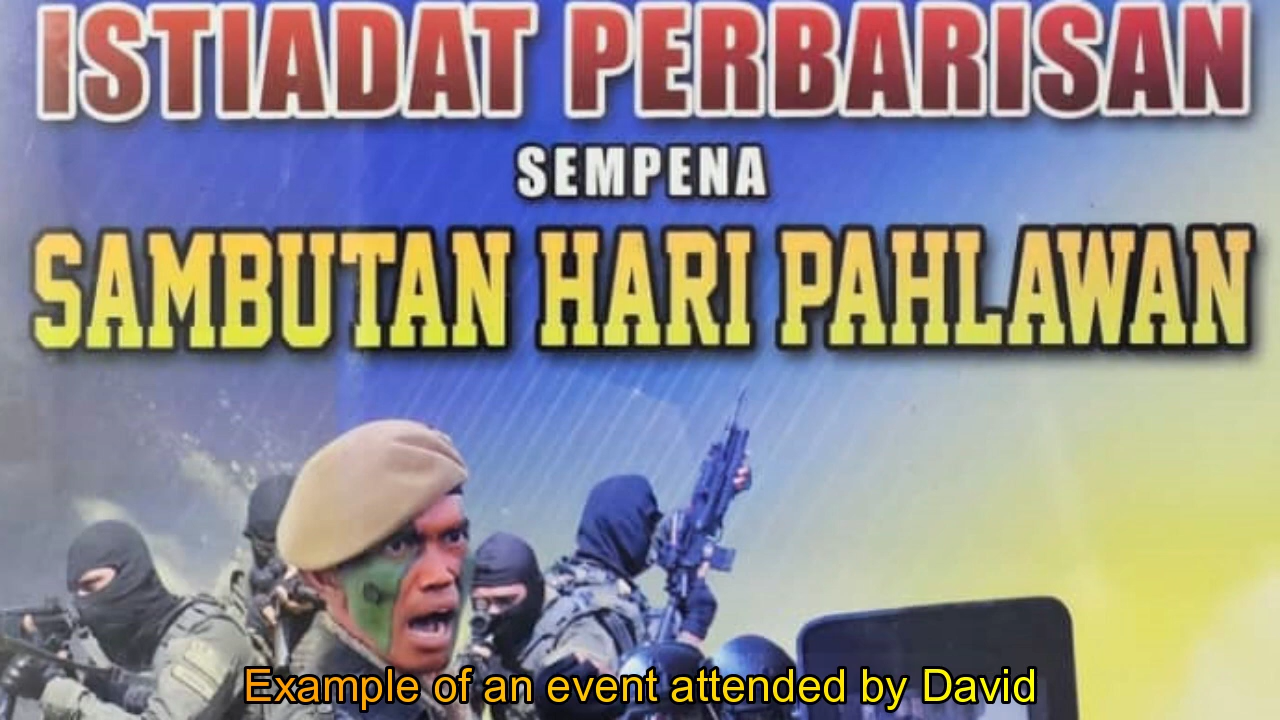 ISTIADAT PERBARISAN
SEMPENA
SAMBUTAN HARI PAHLAWAN
Example of an event attended by David